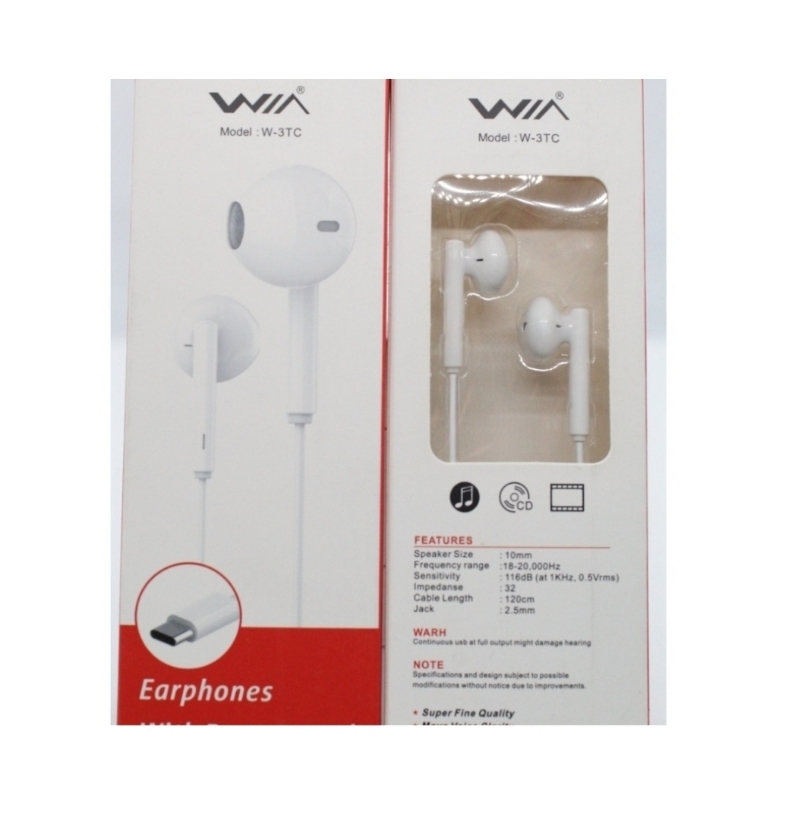 WIA®
Model : W-3TC
Earphones
WIA®
Model : W-3TC
CD
FEATURES
Speaker Size : 10mm
Frequency range :18-20,000Hz
Sensitivity : 116dB (at 1KHz, 0.5Vrms)
Impedanse : 32
Cable Length : 120cm
Jack : 2.5mm
WARH
Continuous usb at full output might damage hearing
NOTE
Specifications and design subject to possible
modifications without notice due to improvements.
• Super Fine Quality